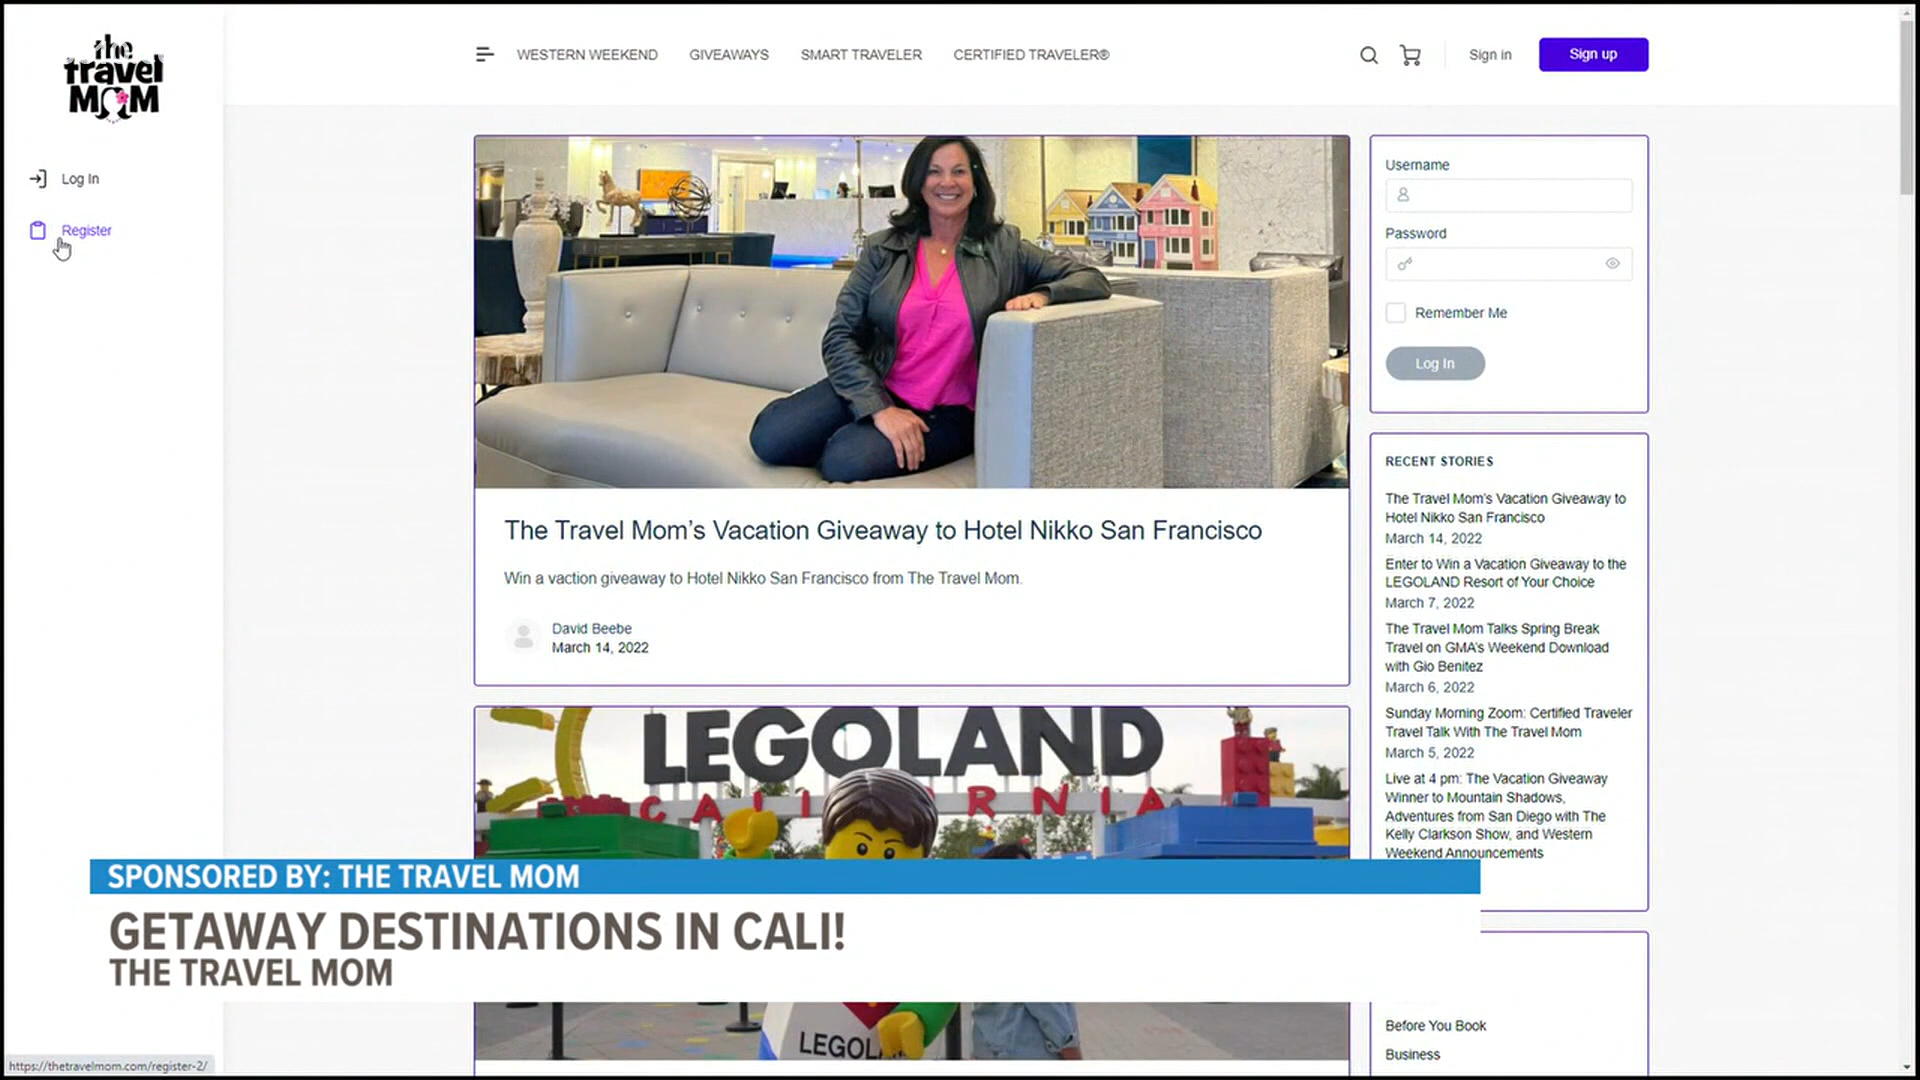 the
travel
MOM
WESTERN WEEKEND
GIVEAWAYS
SMART TRAVELER
CERTIFIED TRAVELER®
Sign in
Sign up
Log In
Register
Username
Password
Remember Me
Log In
The Travel Mom's Vacation Giveaway to Hotel Nikko San Francisco
Win a vaction giveaway to Hotel Nikko San Francisco from The Travel Mom.
David Beebe
March 14, 2022
RECENT STORIES
The Travel Mom's Vacation Giveaway to
Hotel Nikko San Francisco
March 14, 2022
Enter to Win a Vacation Giveaway to the
LEGOLAND Resort of Your Choice
March 7, 2022
The Travel Mom Talks Spring Break
Travel on GMA's Weekend Download
with Gio Benitez
March 6, 2022
Sunday Morning Zoom: Certified Traveler
Travel Talk With The Travel Mom
March 5, 2022
Live at 4 pm: The Vacation Giveaway
Winner to Mountain Shadows,
Adventures from San Diego with The
Kelly Clarkson Show, and Western
Weekend Announcements
LEGOLAND
CALIFORNIA
SPONSORED BY: THE TRAVEL MOM
GETAWAY DESTINATIONS IN CALI!
THE TRAVEL MOM
Before You Book
Business
https://thetravelmom.com/register-2/